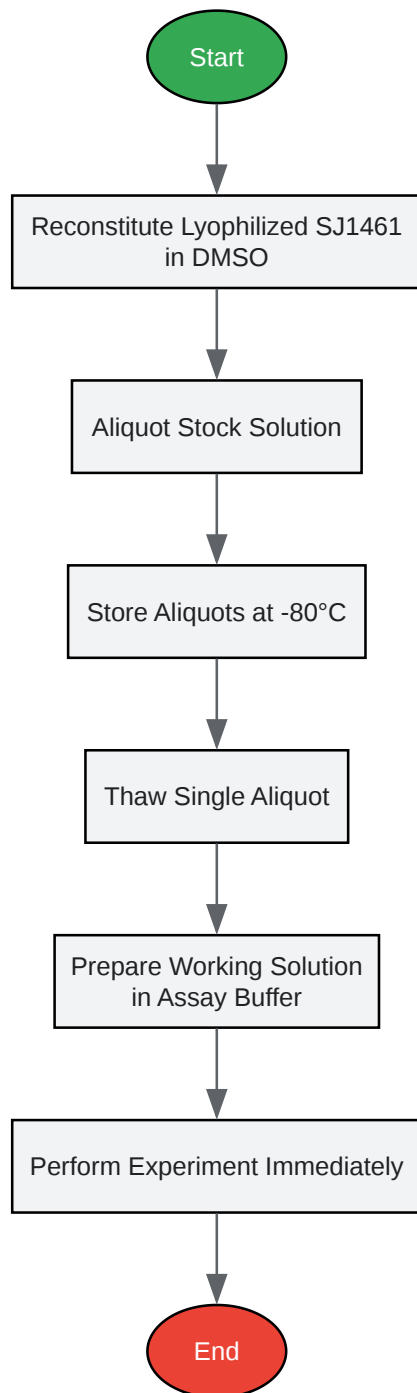 Start
Reconstitute Lyophilized SJ1461
in DMSO
Aliquot Stock Solution
Store Aliquots at -80°C
Thaw Single Aliquot
Prepare Working Solution
in Assay Buffer
Perform Experiment Immediately
End